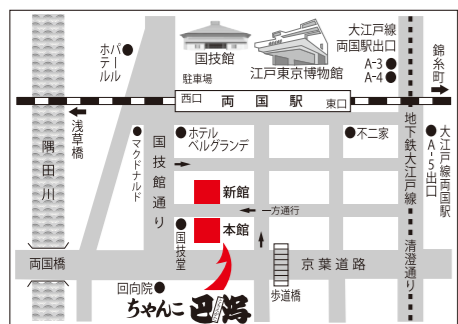 大江戸線
両国駅出口
A-3
A-4
錦糸町
国技館
江戸東京博物館
駐車場
パールホテル
西口
両国駅
東口
浅草橋
隅田川
マクドナルド
国技館通り
ホテル
ベルグランデ
不二家
地下鉄大江戸線
大江戸線両国駅
A-5出口
新館
一方通行
本館
国技堂
清澄通り
両国橋
京葉道路
回向院
歩道橋
ちゃんこ 巴潟